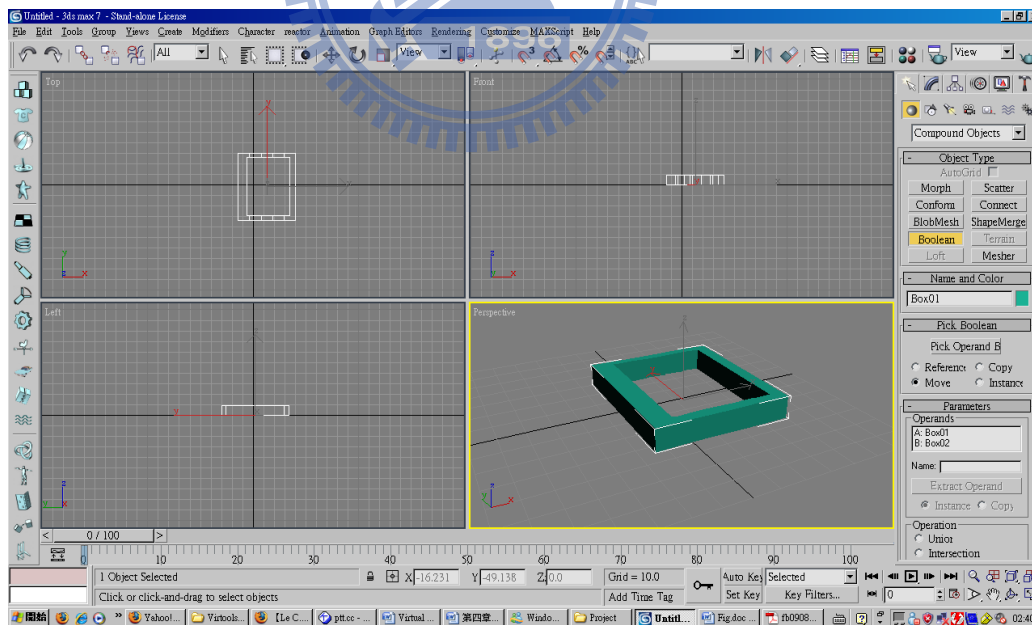 Untitled - 3ds max 7 - Stand-alone License
File Edit Tools Group Views Create Modifiers Character reactor Animation Graph Editors Rendering Customize MAXScript Help
All
View
View
1896
Top
Front
Left
Perspective
Compound Objects
- Object Type
AutoGrid
Morph Scatter
Conform Connect
BlobMesh ShapeMerge
Boolean Terrain
Loft Mesher
- Name and Color
Box01
- Pick Boolean
Pick Operand B
Reference Copy
Move Instance
- Parameters
Operands
A: Box01
B: Box02
Name:
Extract Operand
Instance Copy
Operation
Union
Intersection
< 0 / 100 >
0 10 20 30 40 50 60 70 80 90 100
1 Object Selected X -16.231 Y -49.138 Z 0.0 Grid = 10.0 Auto Key Selected
Click or click-and-drag to select objects Add Time Tag Set Key Key Filters... 0
開始 » Yahoo!... Virtools... 【Le C... ptt.cc - ... Virtual ... 第四章... Windo... Project Untitl... Fig.doc ... fb0908... 02:4